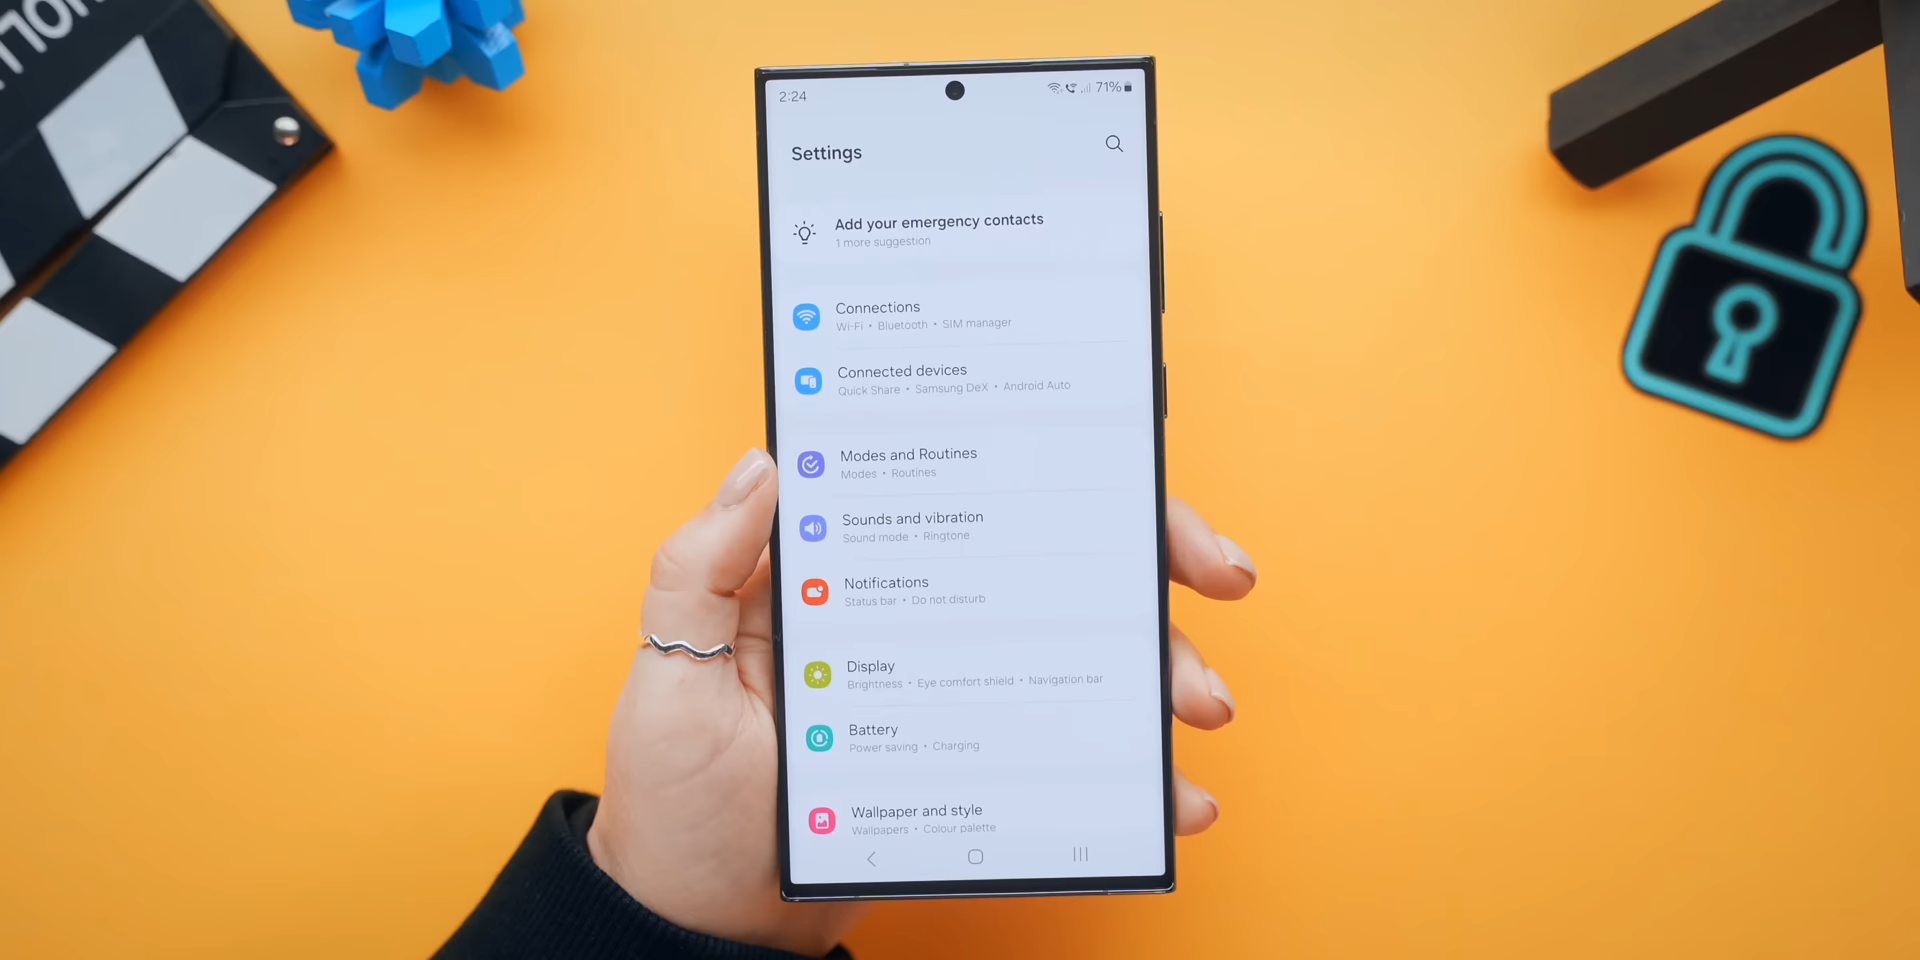 2:24
71%
Settings
Add your emergency contacts
1 more suggestion
Connections
Wi-Fi • Bluetooth • SIM manager
Connected devices
Quick Share • Samsung DeX • Android Auto
Modes and Routines
Modes • Routines
Sounds and vibration
Sound mode • Ringtone
Notifications
Status bar • Do not disturb
Display
Brightness • Eye comfort shield • Navigation bar
Battery
Power saving • Charging
Wallpaper and style
Wallpapers • Colour palette